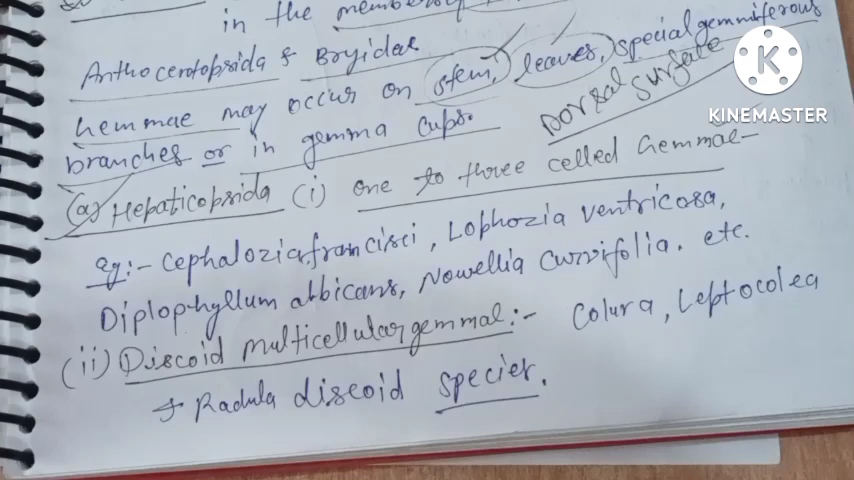 in the members
Anthocerotopsida & Bryidae
Gemmae may occur on stem, leaves, special gemmiferous
branches or in gemma cups.
Dorsal surface
(a) Hepaticopsida (i) one to three celled Gemmae-
eg:- Cephalozia francisci, Lophozia ventricosa,
Diplophyllum albicans, Nowellia curvifolia. etc.
(ii) Discoid multicellular gemmal:- Colura, Leptocolea
& Radula discoid species.
KINEMASTER